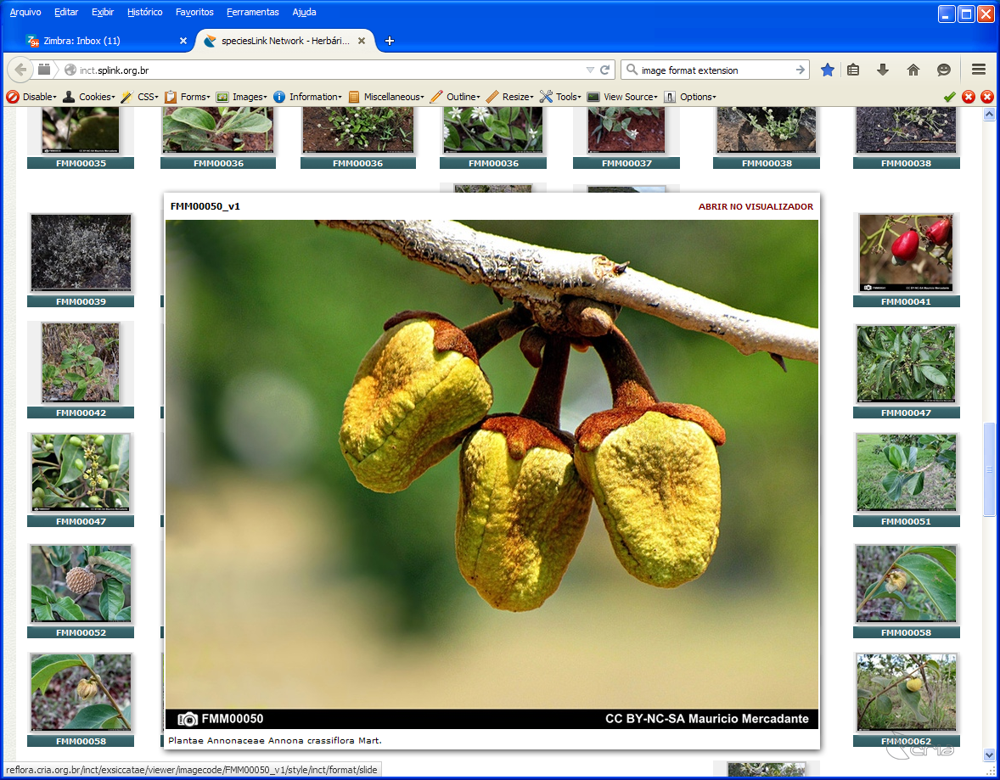 Arquivo Editar Exibir Histórico Favoritos Ferramentas Ajuda
Zimbra: Inbox (11) speciesLink Network - Herbári...
inct.splink.org.br image format extension
Disable Cookies CSS Forms Images Information Miscellaneous Outline Resize Tools View Source Options
FMM00035 FMM00036 FMM00036 FMM00036 FMM00037 FMM00038 FMM00038
FMM00050_v1 ABRIR NO VISUALIZADOR
FMM00039 FMM00041
FMM00042 FMM00047
FMM00047 FMM00051
FMM00052 FMM00058
FMM00050 CC BY-NC-SA Mauricio Mercadante
Plantae Annonaceae Annona crassiflora Mart.
FMM00058 FMM00062
cria
reflora.cria.org.br/inct/exsiccatae/viewer/imagecode/FMM00050_v1/style/inct/format/slide